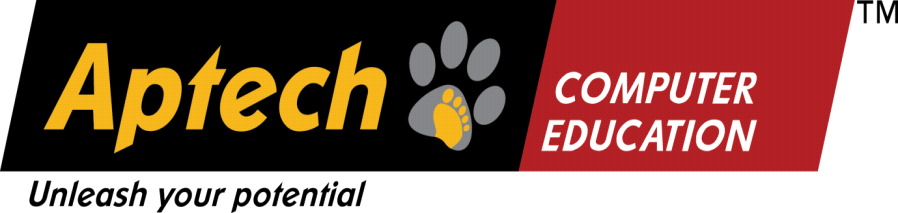 Aptech
COMPUTER
EDUCATION
TM
Unleash your potential